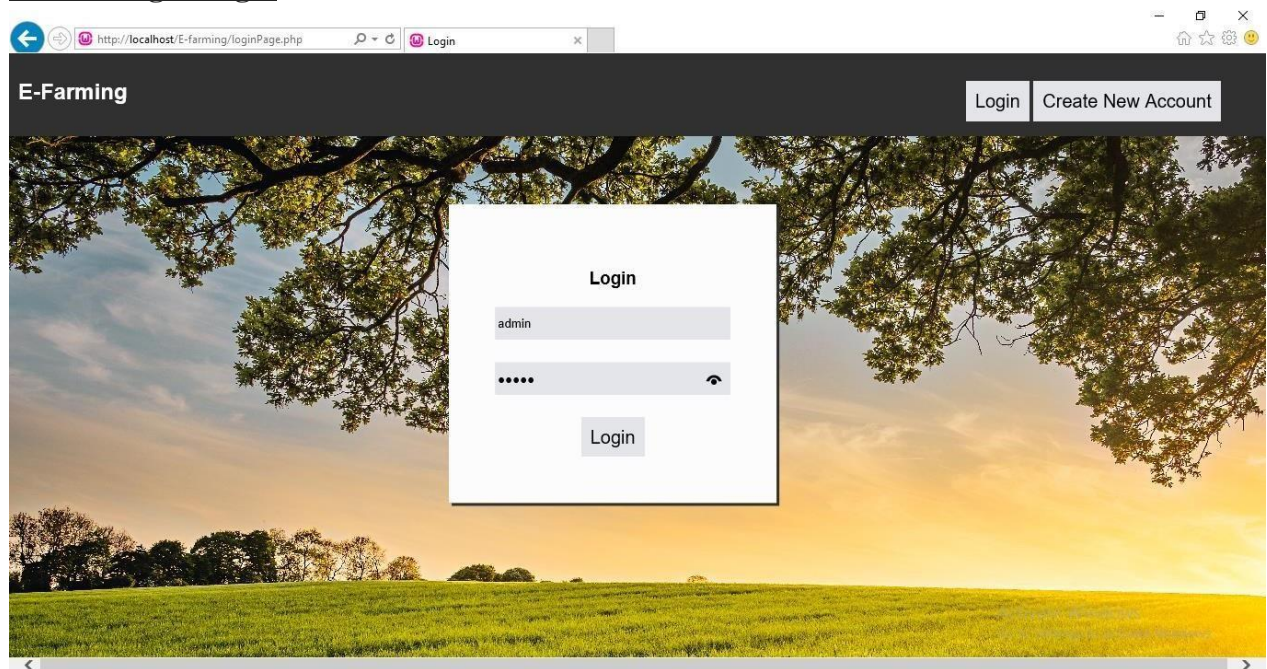 http://localhost/E-farming/loginPage.php
Login
E-Farming
Login
Create New Account
Login
admin
•••••
Login